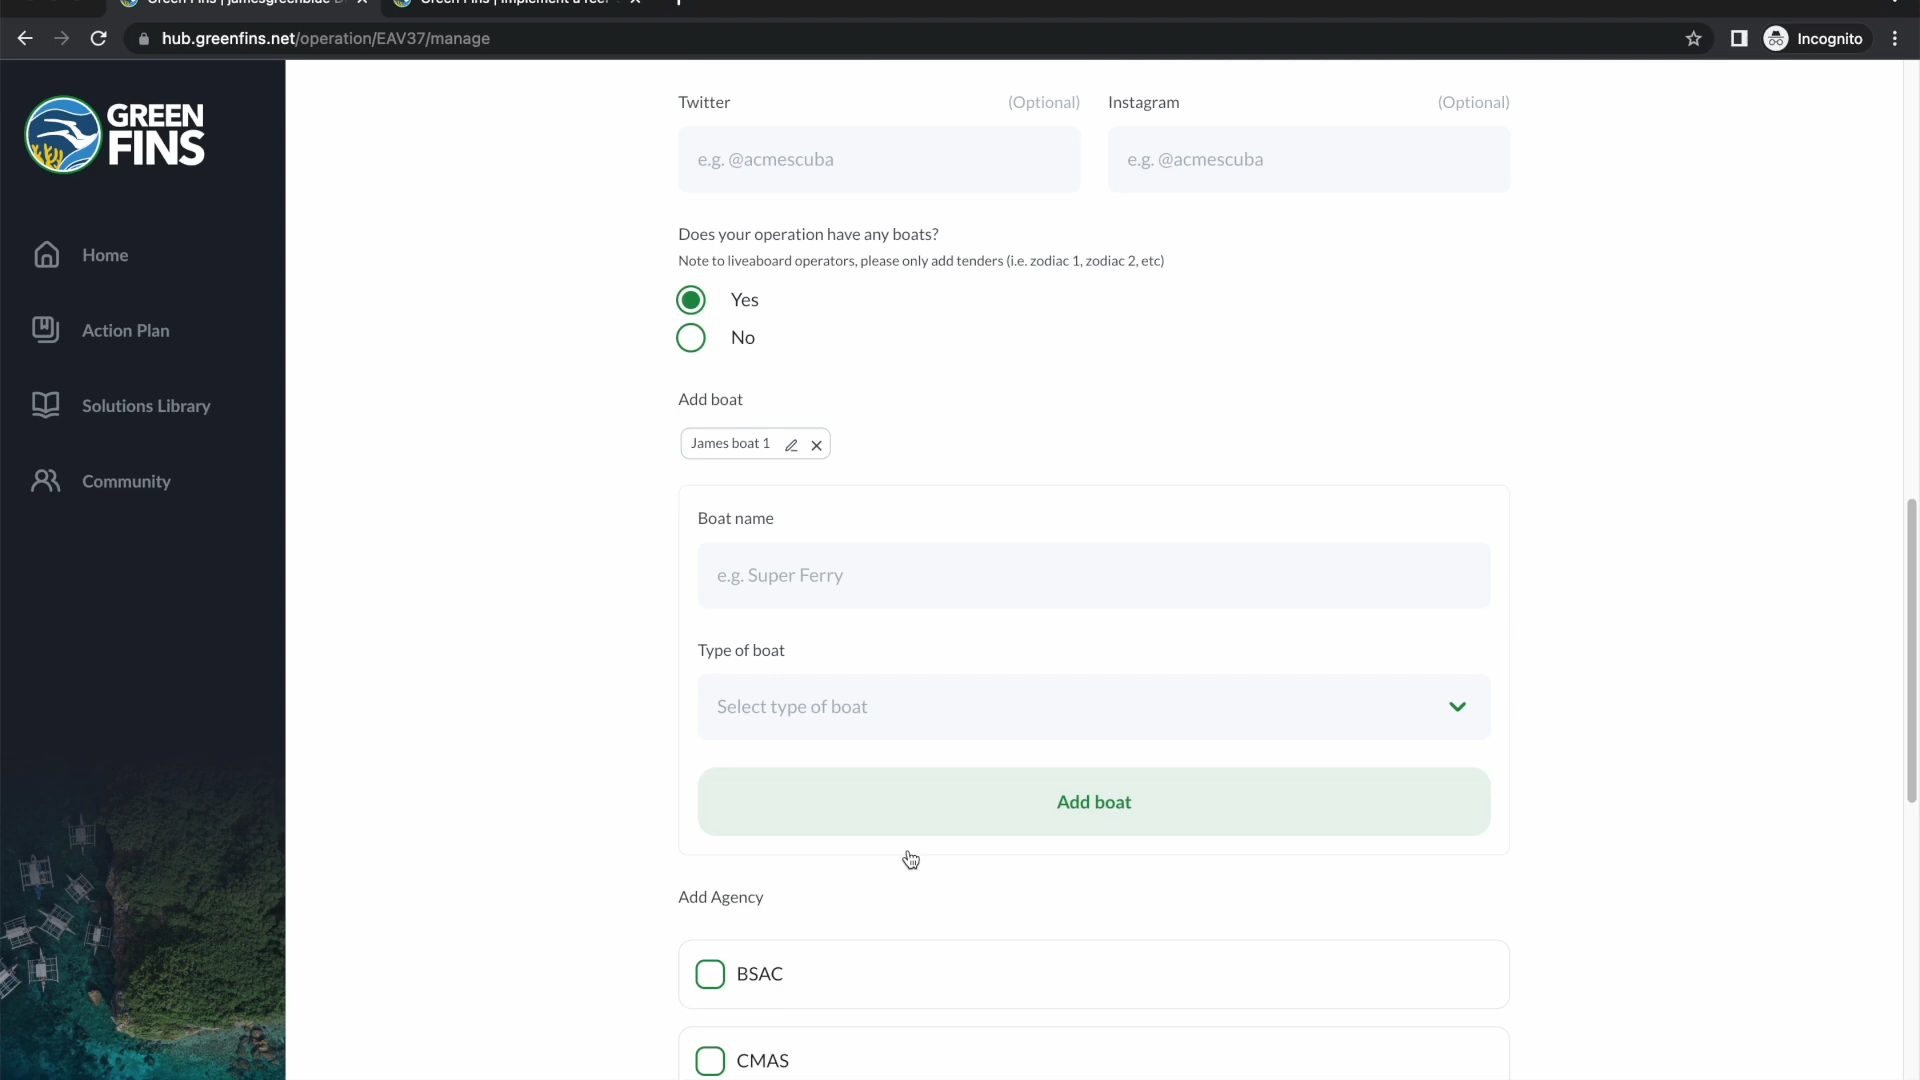 hub.greenfins.net/operation/EAV37/manage
Incognito
GREEN
FINS
Home
Action Plan
Solutions Library
Community
Twitter (Optional) Instagram (Optional)
e.g. @acmescuba e.g. @acmescuba
Does your operation have any boats?
Note to liveaboard operators, please only add tenders (i.e. zodiac 1, zodiac 2, etc)
Yes
No
Add boat
James boat 1
Boat name
e.g. Super Ferry
Type of boat
Select type of boat
Add boat
Add Agency
BSAC
CMAS